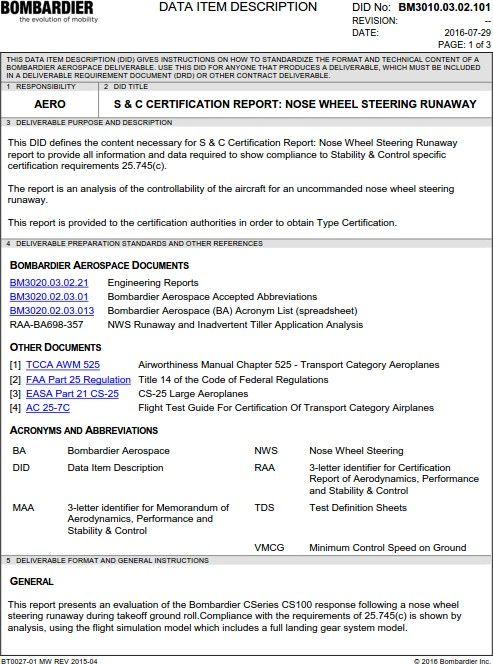 BOMBARDIER
the evolution of mobility
DATA ITEM DESCRIPTION
DID No: BM3010.03.02.101
REVISION: --
DATE: 2016-07-29
PAGE: 1 of 3
THIS DATA ITEM DESCRIPTION (DID) GIVES INSTRUCTIONS ON HOW TO STANDARDIZE THE FORMAT AND TECHNICAL CONTENT OF A
BOMBARDIER AEROSPACE DELIVERABLE. USE THIS DID FOR ANYONE THAT PRODUCES A DELIVERABLE, WHICH MUST BE INCLUDED
IN A DELIVERABLE REQUIREMENT DOCUMENT (DRD) OR OTHER CONTRACT DELIVERABLE.
1 RESPONSIBILITY
AERO
2 DID TITLE
S & C CERTIFICATION REPORT: NOSE WHEEL STEERING RUNAWAY
3 DELIVERABLE PURPOSE AND DESCRIPTION
This DID defines the content necessary for S & C Certification Report: Nose Wheel Steering Runaway
report to provide all information and data required to show compliance to Stability & Control specific
certification requirements 25.745(c).
The report is an analysis of the controllability of the aircraft for an uncommanded nose wheel steering
runaway.
This report is provided to the certification authorities in order to obtain Type Certification.
4 DELIVERABLE PREPARATION STANDARDS AND OTHER REFERENCES
BOMBARDIER AEROSPACE DOCUMENTS
BM3020.03.02.21 Engineering Reports
BM3020.02.03.01 Bombardier Aerospace Accepted Abbreviations
BM3020.02.03.013 Bombardier Aerospace (BA) Acronym List (spreadsheet)
RAA-BA698-357 NWS Runaway and Inadvertent Tiller Application Analysis
OTHER DOCUMENTS
[1] TCCA AWM 525 Airworthiness Manual Chapter 525 - Transport Category Aeroplanes
[2] FAA Part 25 Regulation Title 14 of the Code of Federal Regulations
[3] EASA Part 21 CS-25 CS-25 Large Aeroplanes
[4] AC 25-7C Flight Test Guide For Certification Of Transport Category Airplanes
ACRONYMS AND ABBREVIATIONS
BA Bombardier Aerospace
NWS Nose Wheel Steering
DID Data Item Description
RAA 3-letter identifier for Certification
Report of Aerodynamics, Performance
and Stability & Control
MAA 3-letter identifier for Memorandum of
Aerodynamics, Performance and
Stability & Control
TDS Test Definition Sheets
VMCG Minimum Control Speed on Ground
5 DELIVERABLE FORMAT AND GENERAL INSTRUCTIONS
GENERAL
This report presents an evaluation of the Bombardier CSeries CS100 response following a nose wheel
steering runaway during takeoff ground roll.Compliance with the requirements of 25.745(c) is shown by
analysis, using the flight simulation model which includes a full landing gear system model.
BT0027-01 MW REV 2015-04
© 2016 Bombardier Inc.